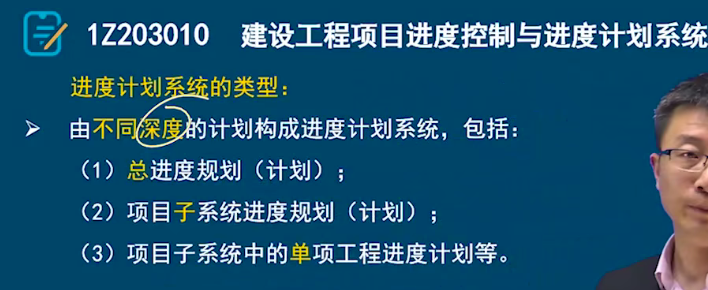 1Z203010 建设工程项目进度控制与进度计划系统
进度计划系统的类型：
➢ 由不同深度的计划构成进度计划系统，包括：
（1）总进度规划（计划）；
（2）项目子系统进度规划（计划）；
（3）项目子系统中的单项工程进度计划等。